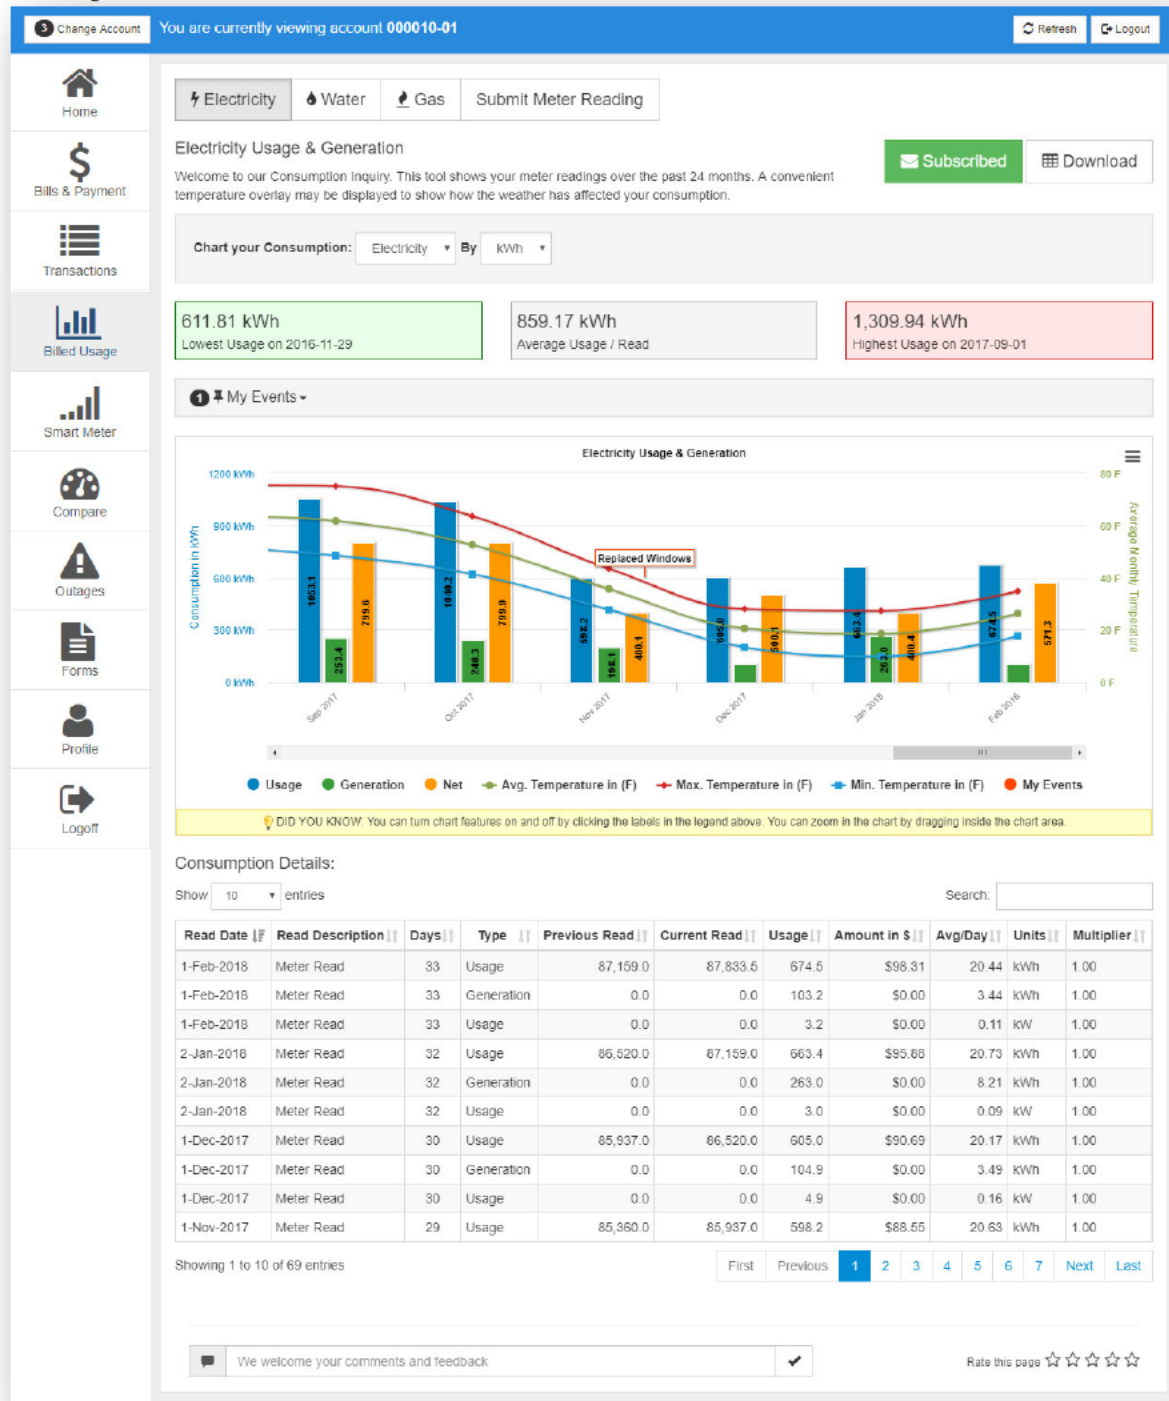 3 Change Account You are currently viewing account 000010-01 Refresh Logout
Home
Bills & Payment
Transactions
Billed Usage
Smart Meter
Compare
Outages
Forms
Profile
Logoff
Electricity Water Gas Submit Meter Reading
Electricity Usage & Generation
Subscribed Download
Welcome to our Consumption Inquiry. This tool shows your meter readings over the past 24 months. A convenient
temperature overlay may be displayed to show how the weather has affected your consumption.
Chart your Consumption: Electricity By kWh
611.81 kWh
Lowest Usage on 2016-11-29
859.17 kWh
Average Usage / Read
1,309.94 kWh
Highest Usage on 2017-09-01
1 My Events
Electricity Usage & Generation
Consumption in kWh
1200 kWh
900 kWh
600 kWh
300 kWh
0 kWh
80 F
60 F
40 F
20 F
0 F
Average Monthly Temperature
Replaced Windows
1053.1 253.4 799.6
1040.2 240.3 799.9
598.2 198.1 400.1
605.0 500.1
663.4 263.0 400.4
674.5 571.3
Sep 2017 Oct 2017 Nov 2017 Dec 2017 Jan 2018 Feb 2018
Usage Generation Net Avg. Temperature in (F) Max. Temperature in (F) Min. Temperature in (F) My Events
DID YOU KNOW: You can turn chart features on and off by clicking the labels in the legend above. You can zoom in the chart by dragging inside the chart area.
Consumption Details:
Show 10 entries Search:
Read Date Read Description Days Type Previous Read Current Read Usage Amount in $ Avg/Day Units Multiplier
1-Feb-2018 Meter Read 33 Usage 87,159.0 87,833.5 674.5 $98.31 20.44 kWh 1.00
1-Feb-2018 Meter Read 33 Generation 0.0 0.0 103.2 $0.00 3.44 kWh 1.00
1-Feb-2018 Meter Read 33 Usage 0.0 0.0 3.2 $0.00 0.11 kW 1.00
2-Jan-2018 Meter Read 32 Usage 86,520.0 87,159.0 663.4 $95.88 20.73 kWh 1.00
2-Jan-2018 Meter Read 32 Generation 0.0 0.0 263.0 $0.00 8.21 kWh 1.00
2-Jan-2018 Meter Read 32 Usage 0.0 0.0 3.0 $0.00 0.09 kW 1.00
1-Dec-2017 Meter Read 30 Usage 85,937.0 86,520.0 605.0 $90.69 20.17 kWh 1.00
1-Dec-2017 Meter Read 30 Generation 0.0 0.0 104.9 $0.00 3.49 kWh 1.00
1-Dec-2017 Meter Read 30 Usage 0.0 0.0 4.9 $0.00 0.16 kW 1.00
1-Nov-2017 Meter Read 29 Usage 85,360.0 85,937.0 598.2 $88.55 20.63 kWh 1.00
Showing 1 to 10 of 69 entries First Previous 1 2 3 4 5 6 7 Next Last
We welcome your comments and feedback
Rate this page